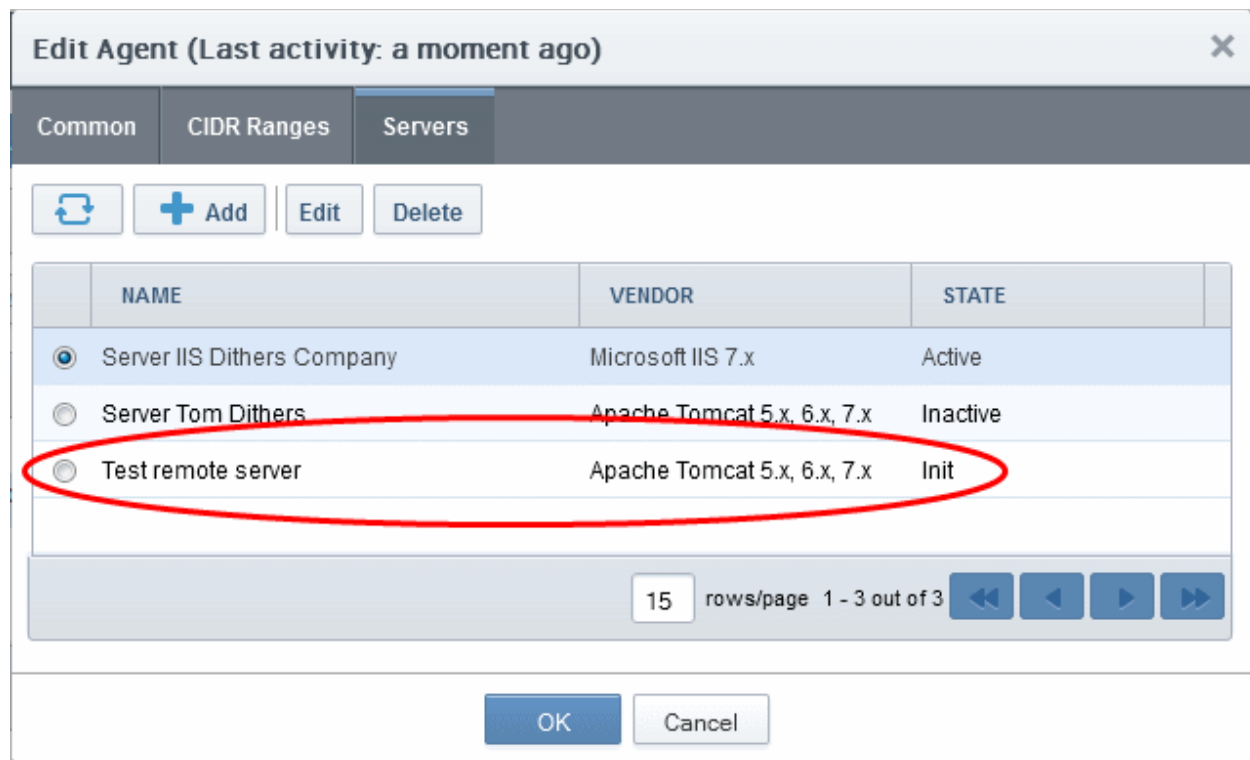 Edit Agent (Last activity: a moment ago)
Common CIDR Ranges Servers
Add Edit Delete
NAME VENDOR STATE
Server IIS Dithers Company Microsoft IIS 7.x Active
Server Tom Dithers Apache Tomcat 5.x, 6.x, 7.x Inactive
Test remote server Apache Tomcat 5.x, 6.x, 7.x Init
15 rows/page 1 - 3 out of 3
OK Cancel